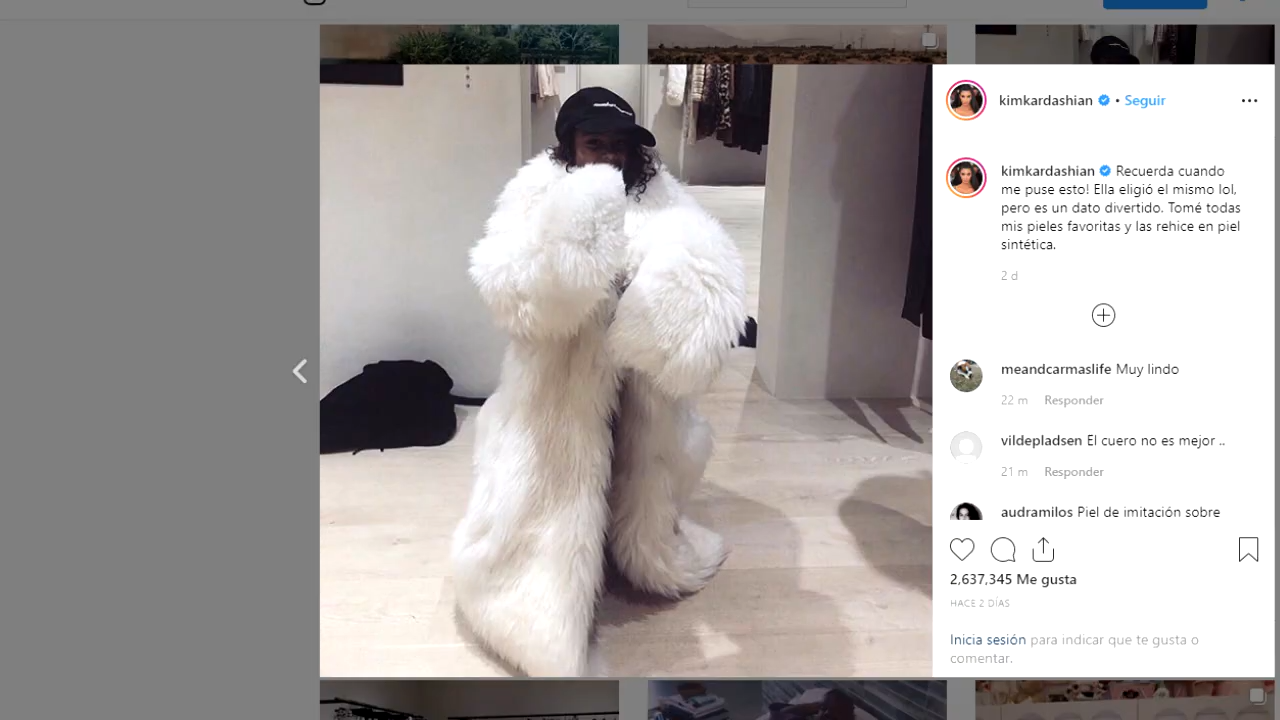 kimkardashian • Seguir
kimkardashian Recuerda cuando
me puse esto! Ella eligió el mismo lol,
pero es un dato divertido. Tomé todas
mis pieles favoritas y las rehice en piel
sintética.
2 d
meandcarmaslife Muy lindo
22 m Responder
vildepladsen El cuero no es mejor ..
21 m Responder
audramilos Piel de imitación sobre
2,637,345 Me gusta
HACE 2 DÍAS
Inicia sesión para indicar que te gusta o
comentar.